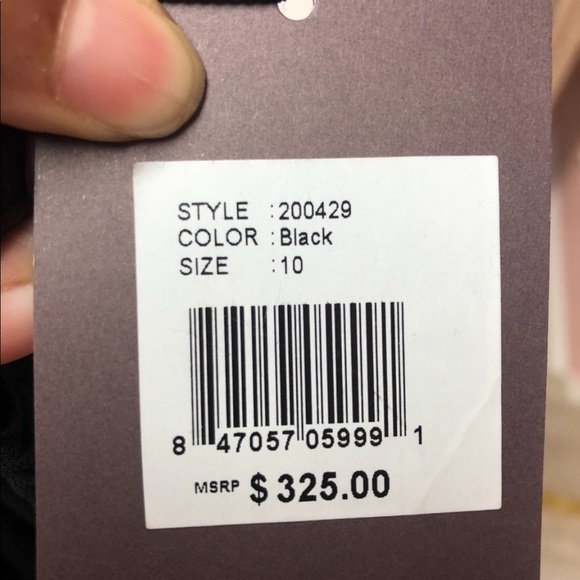 STYLE :200429
COLOR :Black
SIZE :10
8 47057 05999 1
MSRP $325.00